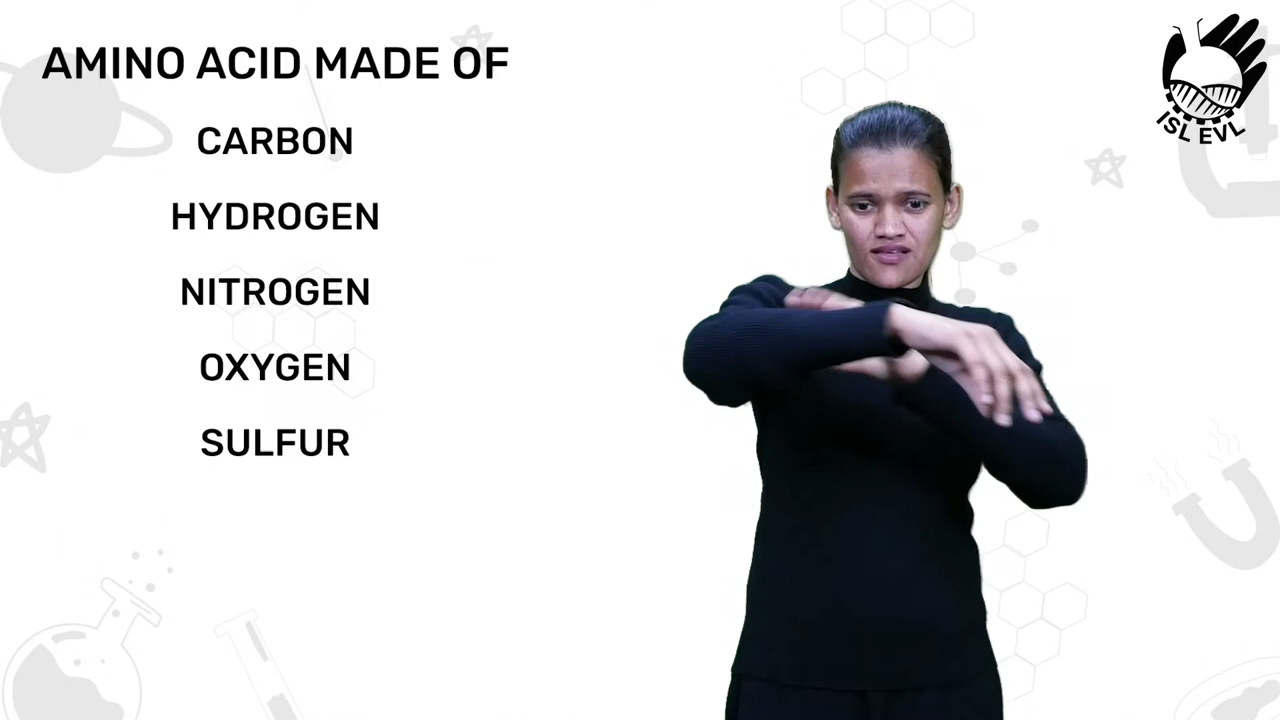 AMINO ACID MADE OF
CARBON
HYDROGEN
NITROGEN
OXYGEN
SULFUR
ISL EVL